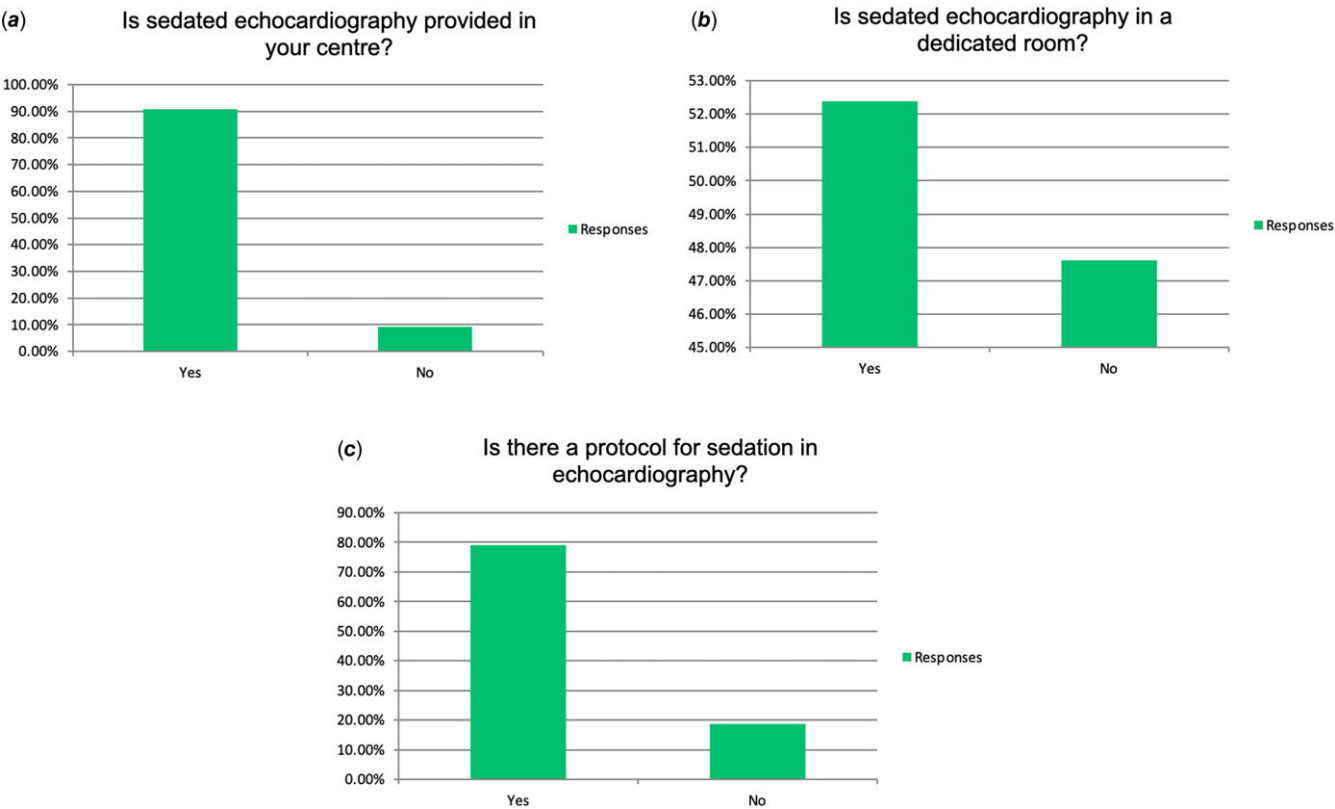 (a)
Is sedated echocardiography provided in
your centre?
100.00%
90.00%
80.00%
70.00%
60.00%
50.00%
40.00%
30.00%
20.00%
10.00%
0.00%
Yes
No
Responses
(b)
Is sedated echocardiography in a
dedicated room?
53.00%
52.00%
51.00%
50.00%
49.00%
48.00%
47.00%
46.00%
45.00%
Yes
No
Responses
(c)
Is there a protocol for sedation in
echocardiography?
90.00%
80.00%
70.00%
60.00%
50.00%
40.00%
30.00%
20.00%
10.00%
0.00%
Yes
No
Responses